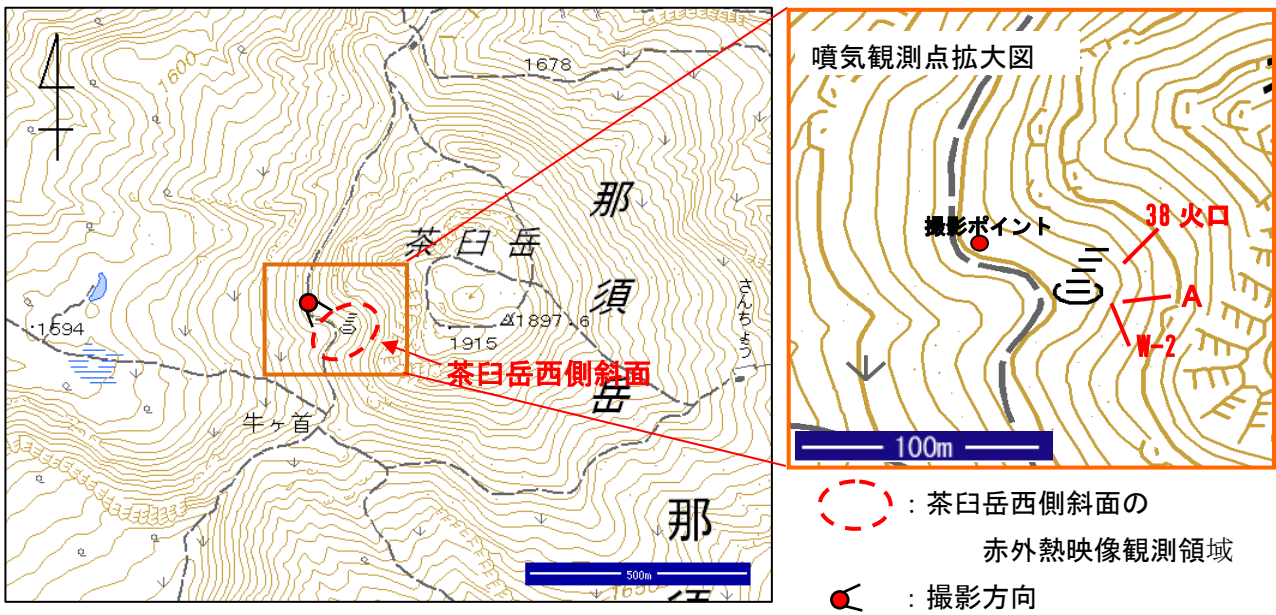 1600
1678
那
須
岳
茶臼岳
さんちょう
1694
1897.6
1915
茶臼岳西側斜面
牛ヶ首
那
500m
165
噴気観測点拡大図
撮影ポイント
38 火口
A
W-2
100m
：茶臼岳西側斜面の
赤外熱映像観測領域
：撮影方向